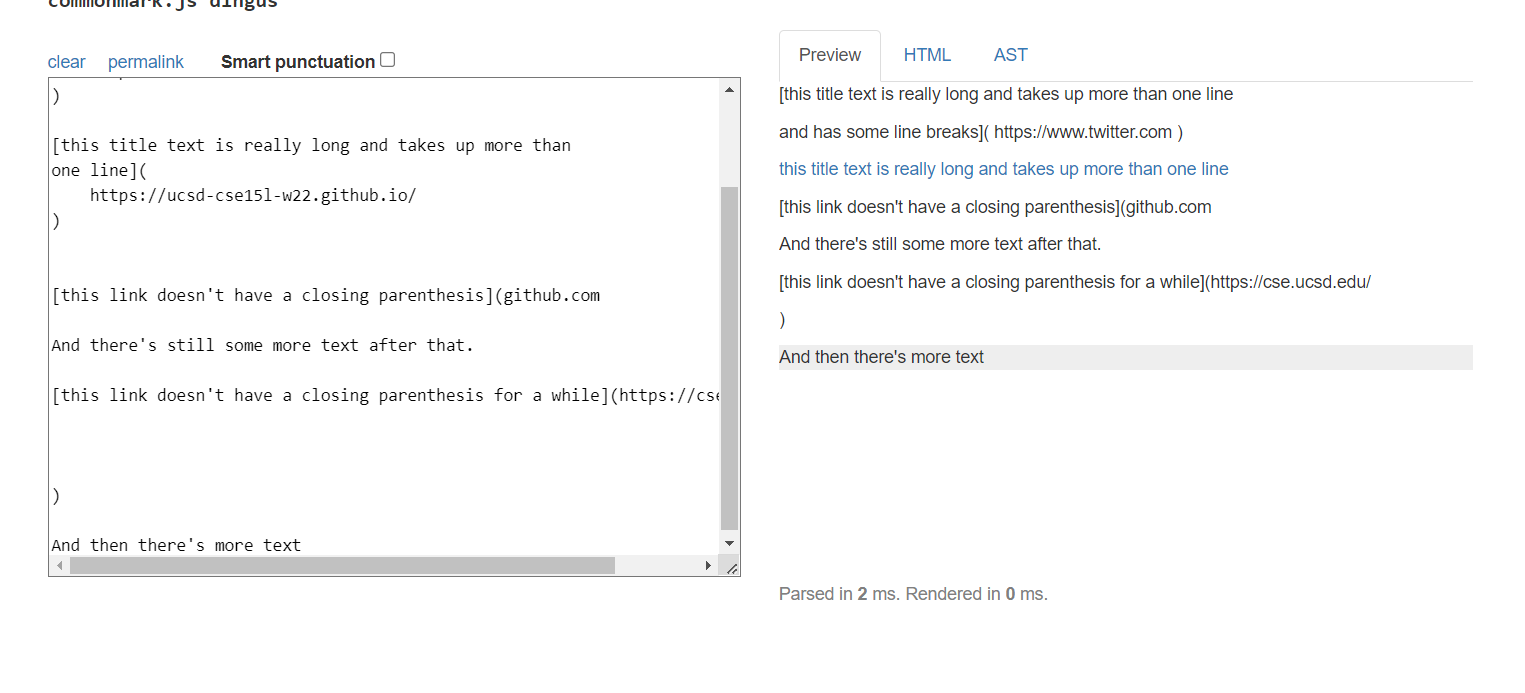 commonmark.js dingus
clear permalink Smart punctuation
)
[this title text is really long and takes up more than
one line](
https://ucsd-cse15l-w22.github.io/
)
[this link doesn't have a closing parenthesis](github.com
And there's still some more text after that.
[this link doesn't have a closing parenthesis for a while](https://cse
)
And then there's more text
Preview HTML AST
[this title text is really long and takes up more than one line
and has some line breaks]( https://www.twitter.com )
this title text is really long and takes up more than one line
[this link doesn't have a closing parenthesis](github.com
And there's still some more text after that.
[this link doesn't have a closing parenthesis for a while](https://cse.ucsd.edu/
)
And then there's more text
Parsed in 2 ms. Rendered in 0 ms.